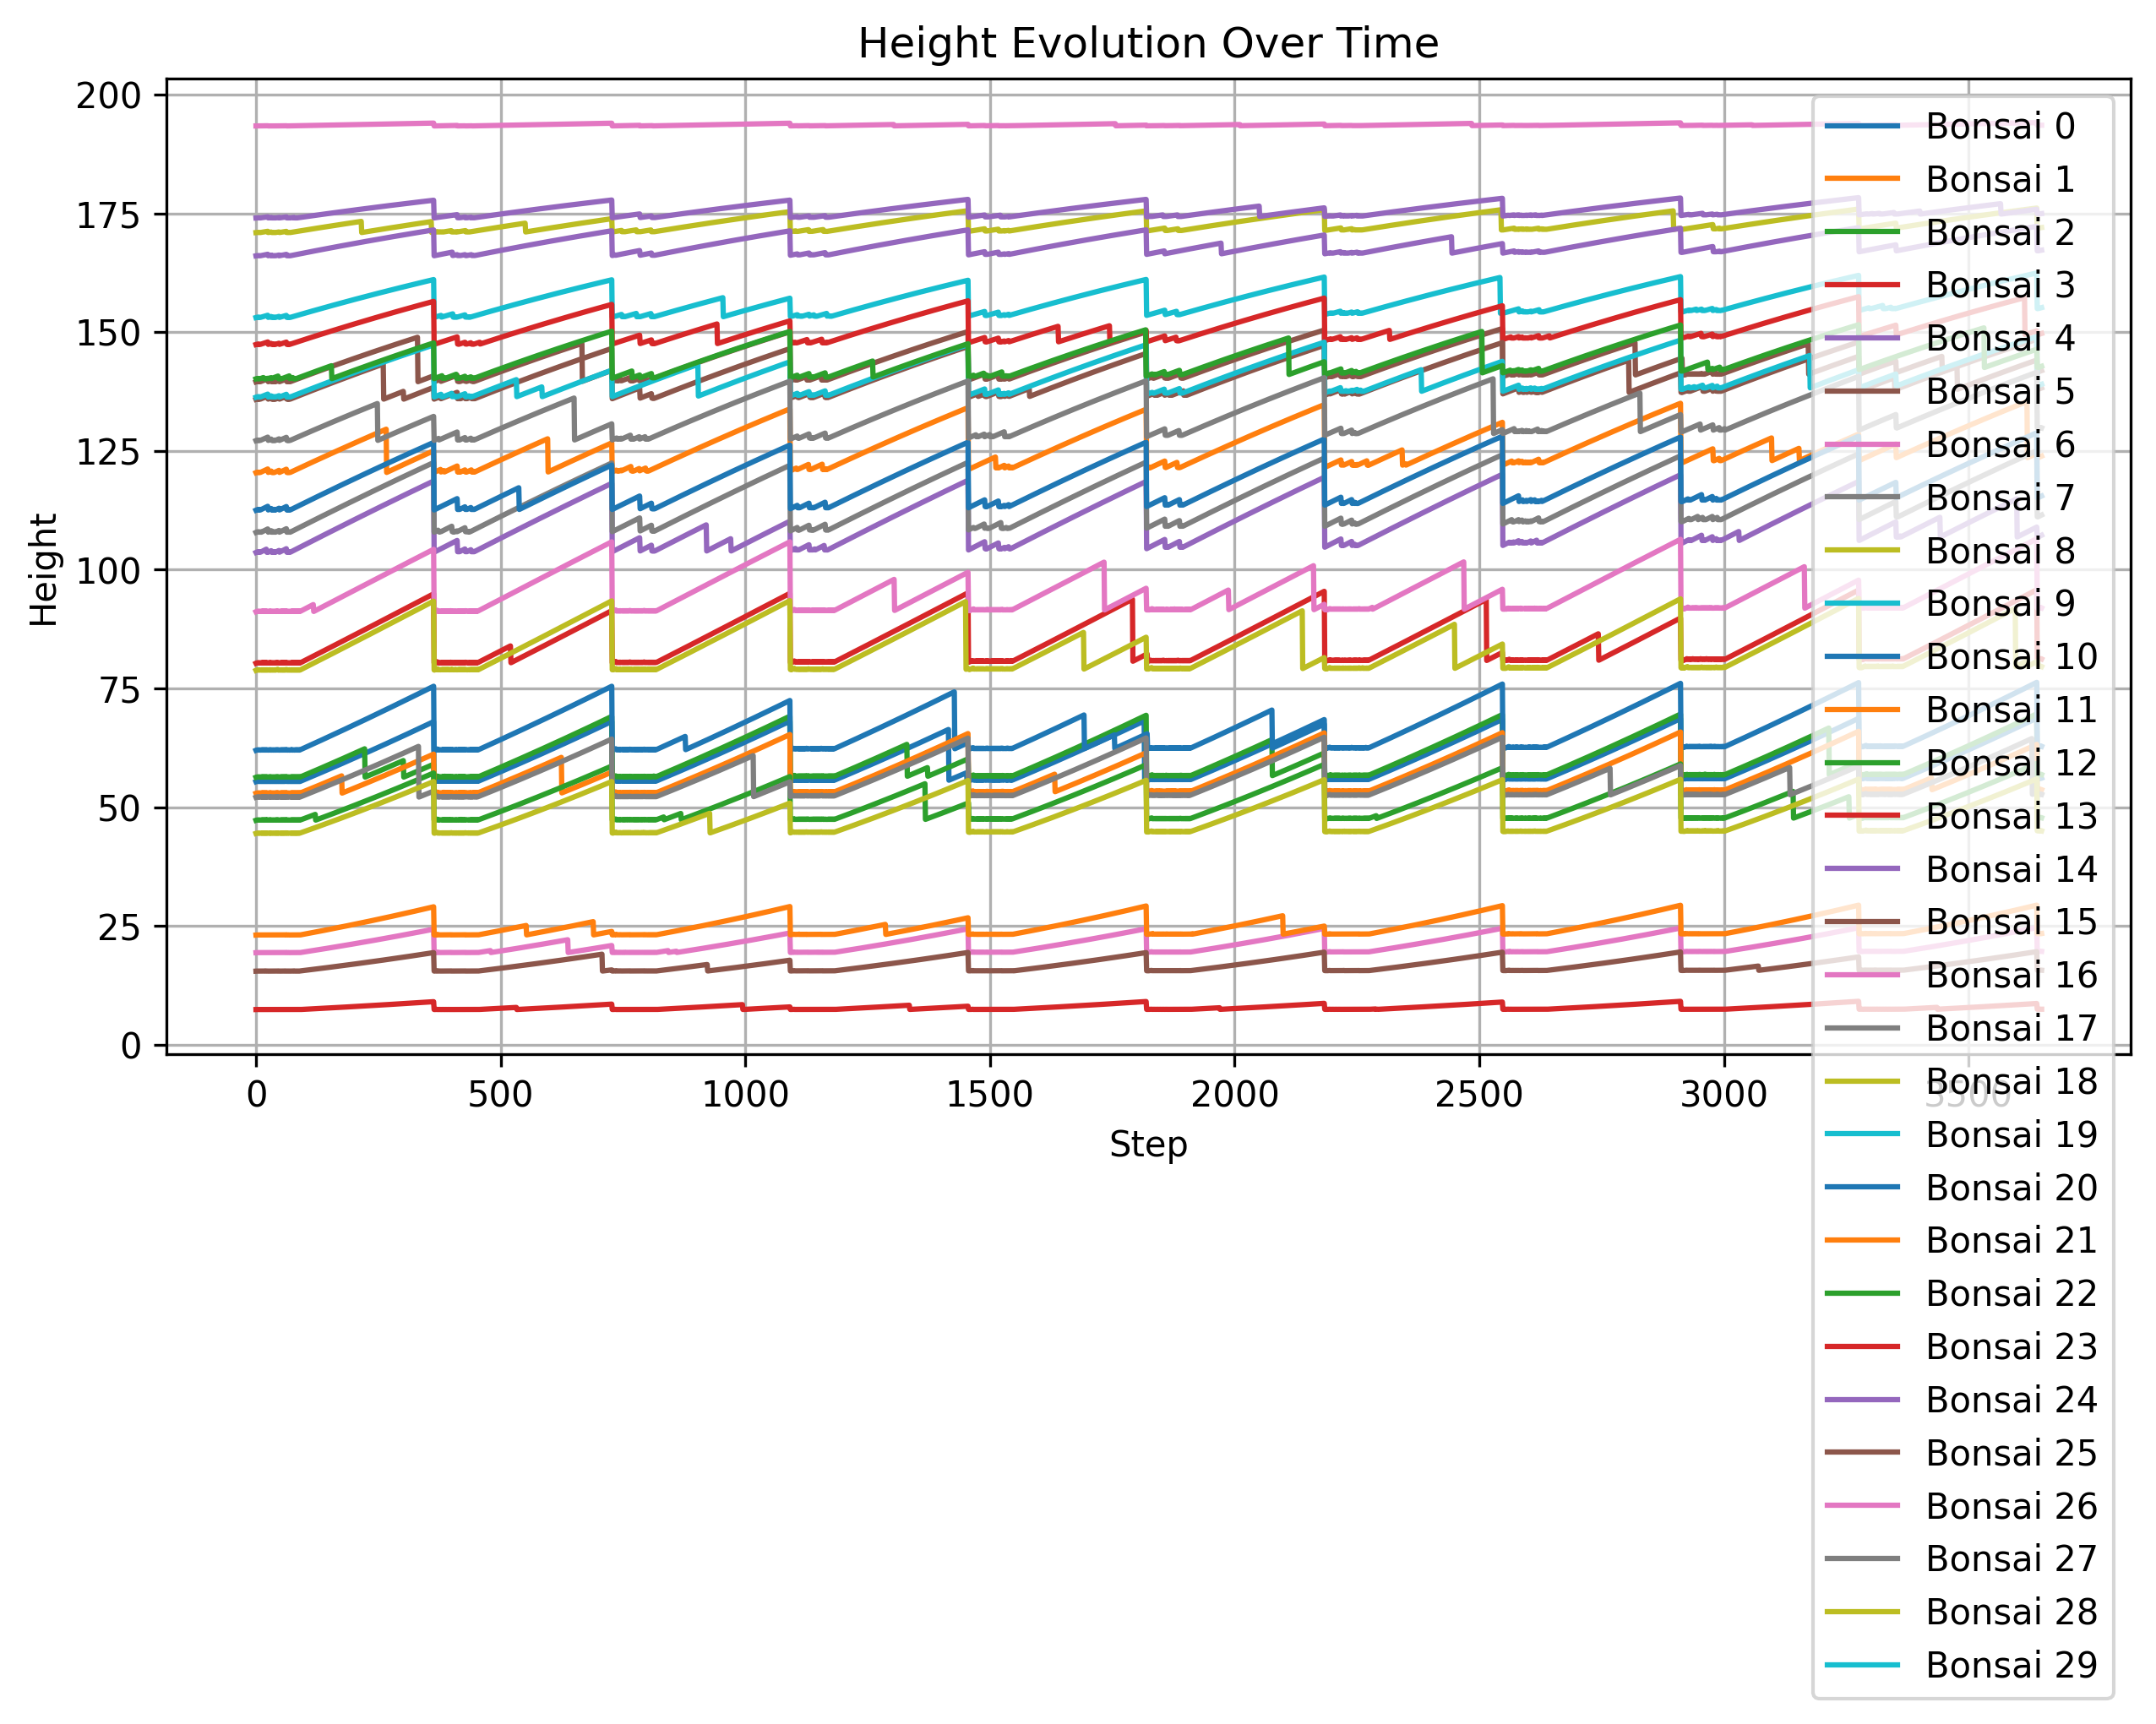 Height Evolution Over Time
Height
200
175
150
125
100
75
50
25
0
0
500
1000
1500
2000
2500
3000
3500
Step
Bonsai 0
Bonsai 1
Bonsai 2
Bonsai 3
Bonsai 4
Bonsai 5
Bonsai 6
Bonsai 7
Bonsai 8
Bonsai 9
Bonsai 10
Bonsai 11
Bonsai 12
Bonsai 13
Bonsai 14
Bonsai 15
Bonsai 16
Bonsai 17
Bonsai 18
Bonsai 19
Bonsai 20
Bonsai 21
Bonsai 22
Bonsai 23
Bonsai 24
Bonsai 25
Bonsai 26
Bonsai 27
Bonsai 28
Bonsai 29